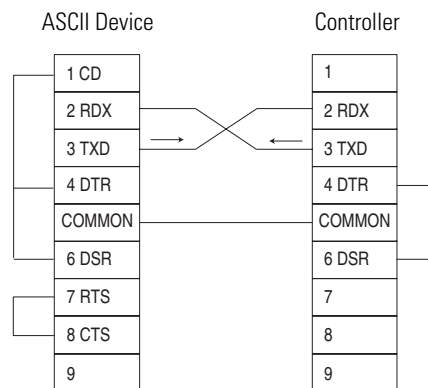 ASCII Device
1 CD
2 RDX
3 TXD
4 DTR
COMMON
6 DSR
7 RTS
8 CTS
9
Controller
1
2 RDX
3 TXD
4 DTR
COMMON
6 DSR
7
8
9